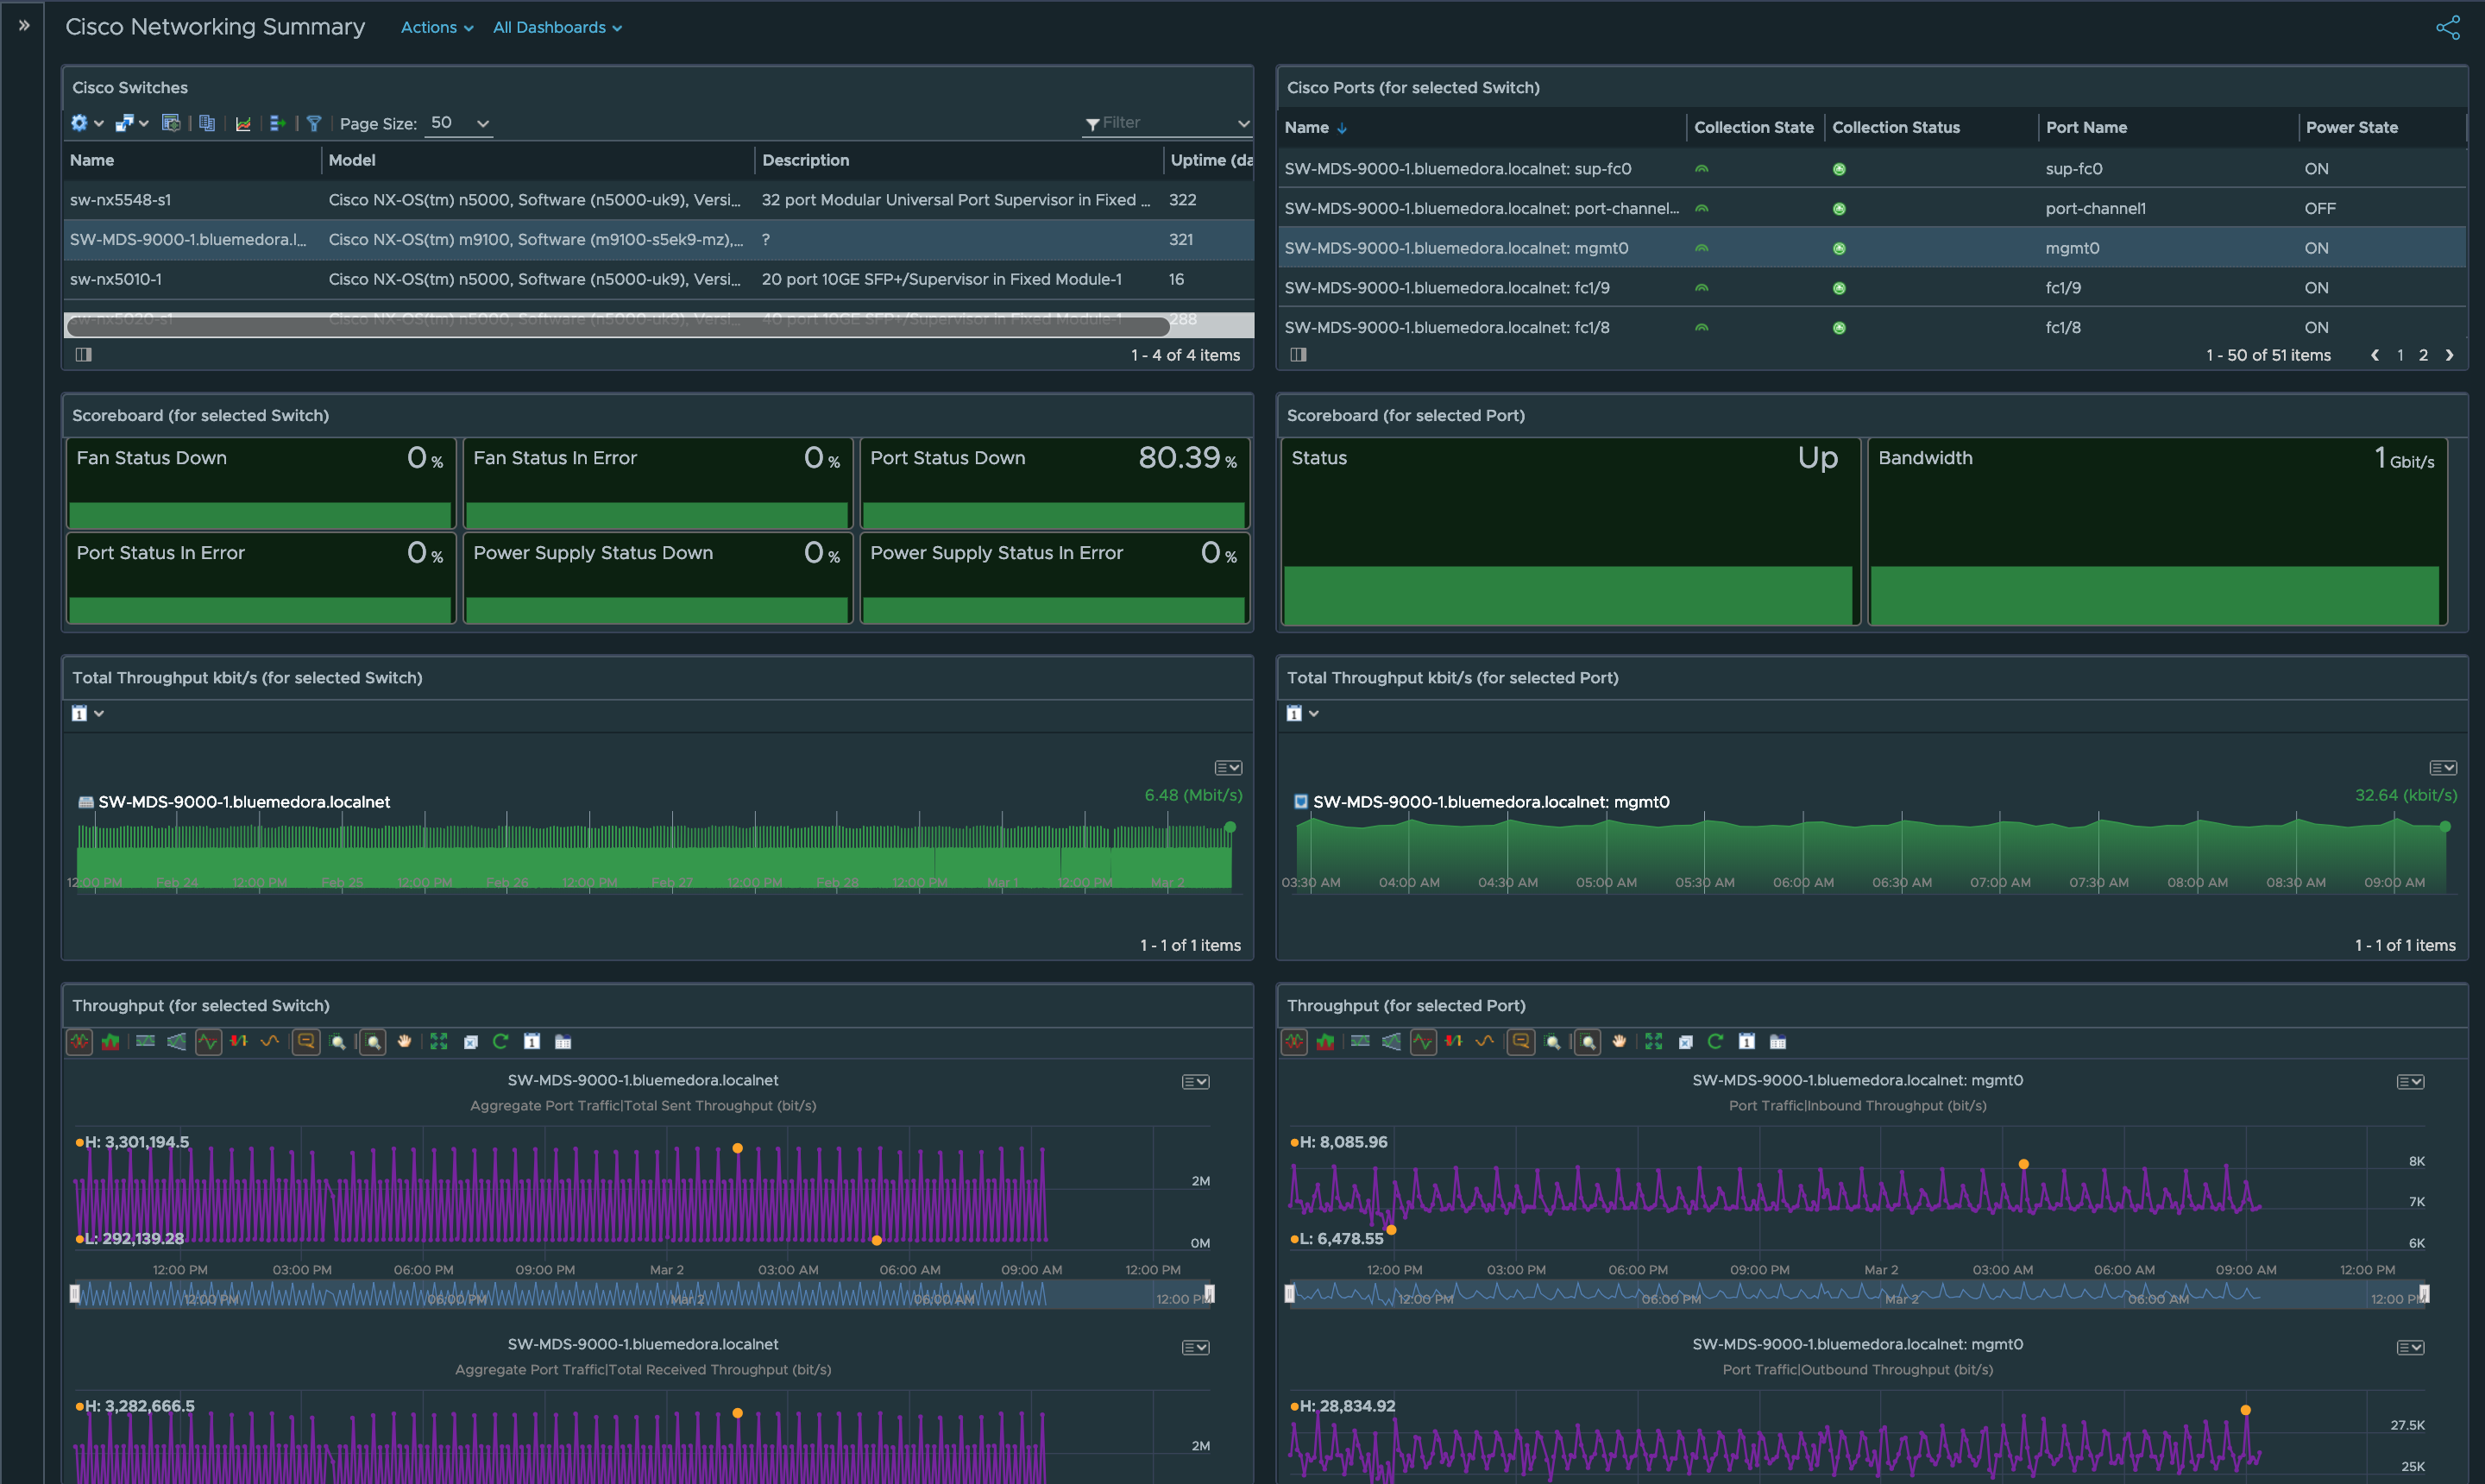 Cisco Networking Summary Actions All Dashboards
Cisco Switches
Page Size: 50 Filter
Name Model Description Uptime (da
sw-nx5548-s1 Cisco NX-OS(tm) n5000, Software (n5000-uk9), Versi... 32 port Modular Universal Port Supervisor in Fixed ... 322
SW-MDS-9000-1.bluemedora.l... Cisco NX-OS(tm) m9100, Software (m9100-s5ek9-mz),... ? 321
sw-nx5010-1 Cisco NX-OS(tm) n5000, Software (n5000-uk9), Versi... 20 port 10GE SFP+/Supervisor in Fixed Module-1 16
sw-nx5020-s1 Cisco NX-OS(tm) n5000, Software (n5000-uk9), Versi... 40 port 10GE SFP+/Supervisor in Fixed Module-1 288
1 - 4 of 4 items
Cisco Ports (for selected Switch)
Name Collection State Collection Status Port Name Power State
SW-MDS-9000-1.bluemedora.localnet: sup-fc0 sup-fc0 ON
SW-MDS-9000-1.bluemedora.localnet: port-channel... port-channel1 OFF
SW-MDS-9000-1.bluemedora.localnet: mgmt0 mgmt0 ON
SW-MDS-9000-1.bluemedora.localnet: fc1/9 fc1/9 ON
SW-MDS-9000-1.bluemedora.localnet: fc1/8 fc1/8 ON
1 - 50 of 51 items 1 2
Scoreboard (for selected Switch)
Fan Status Down 0 % Fan Status In Error 0 % Port Status Down 80.39 %
Port Status In Error 0 % Power Supply Status Down 0 % Power Supply Status In Error 0 %
Scoreboard (for selected Port)
Status Up Bandwidth 1 Gbit/s
Total Throughput kbit/s (for selected Switch)
1
6.48 (Mbit/s)
SW-MDS-9000-1.bluemedora.localnet
12:00 PM Feb 24 12:00 PM Feb 25 12:00 PM Feb 26 12:00 PM Feb 27 12:00 PM Feb 28 12:00 PM Mar 1 12:00 PM Mar 2
1 - 1 of 1 items
Total Throughput kbit/s (for selected Port)
1
32.64 (kbit/s)
SW-MDS-9000-1.bluemedora.localnet: mgmt0
03:30 AM 04:00 AM 04:30 AM 05:00 AM 05:30 AM 06:00 AM 06:30 AM 07:00 AM 07:30 AM 08:00 AM 08:30 AM 09:00 AM
1 - 1 of 1 items
Throughput (for selected Switch)
1
SW-MDS-9000-1.bluemedora.localnet
Aggregate Port Traffic|Total Sent Throughput (bit/s)
H: 3,301,194.5
2M
L: 292,139.28
0M
12:00 PM 03:00 PM 06:00 PM 09:00 PM Mar 2 03:00 AM 06:00 AM 09:00 AM 12:00 PM
12:00 PM 06:00 PM Mar 2 06:00 AM 12:00 PM
SW-MDS-9000-1.bluemedora.localnet
Aggregate Port Traffic|Total Received Throughput (bit/s)
H: 3,282,666.5
2M
Throughput (for selected Port)
1
SW-MDS-9000-1.bluemedora.localnet: mgmt0
Port Traffic|Inbound Throughput (bit/s)
H: 8,085.96
8K
7K
L: 6,478.55
6K
12:00 PM 03:00 PM 06:00 PM 09:00 PM Mar 2 03:00 AM 06:00 AM 09:00 AM 12:00 PM
12:00 PM 06:00 PM Mar 2 06:00 AM 12:00 PM
SW-MDS-9000-1.bluemedora.localnet: mgmt0
Port Traffic|Outbound Throughput (bit/s)
H: 28,834.92
27.5K
25K